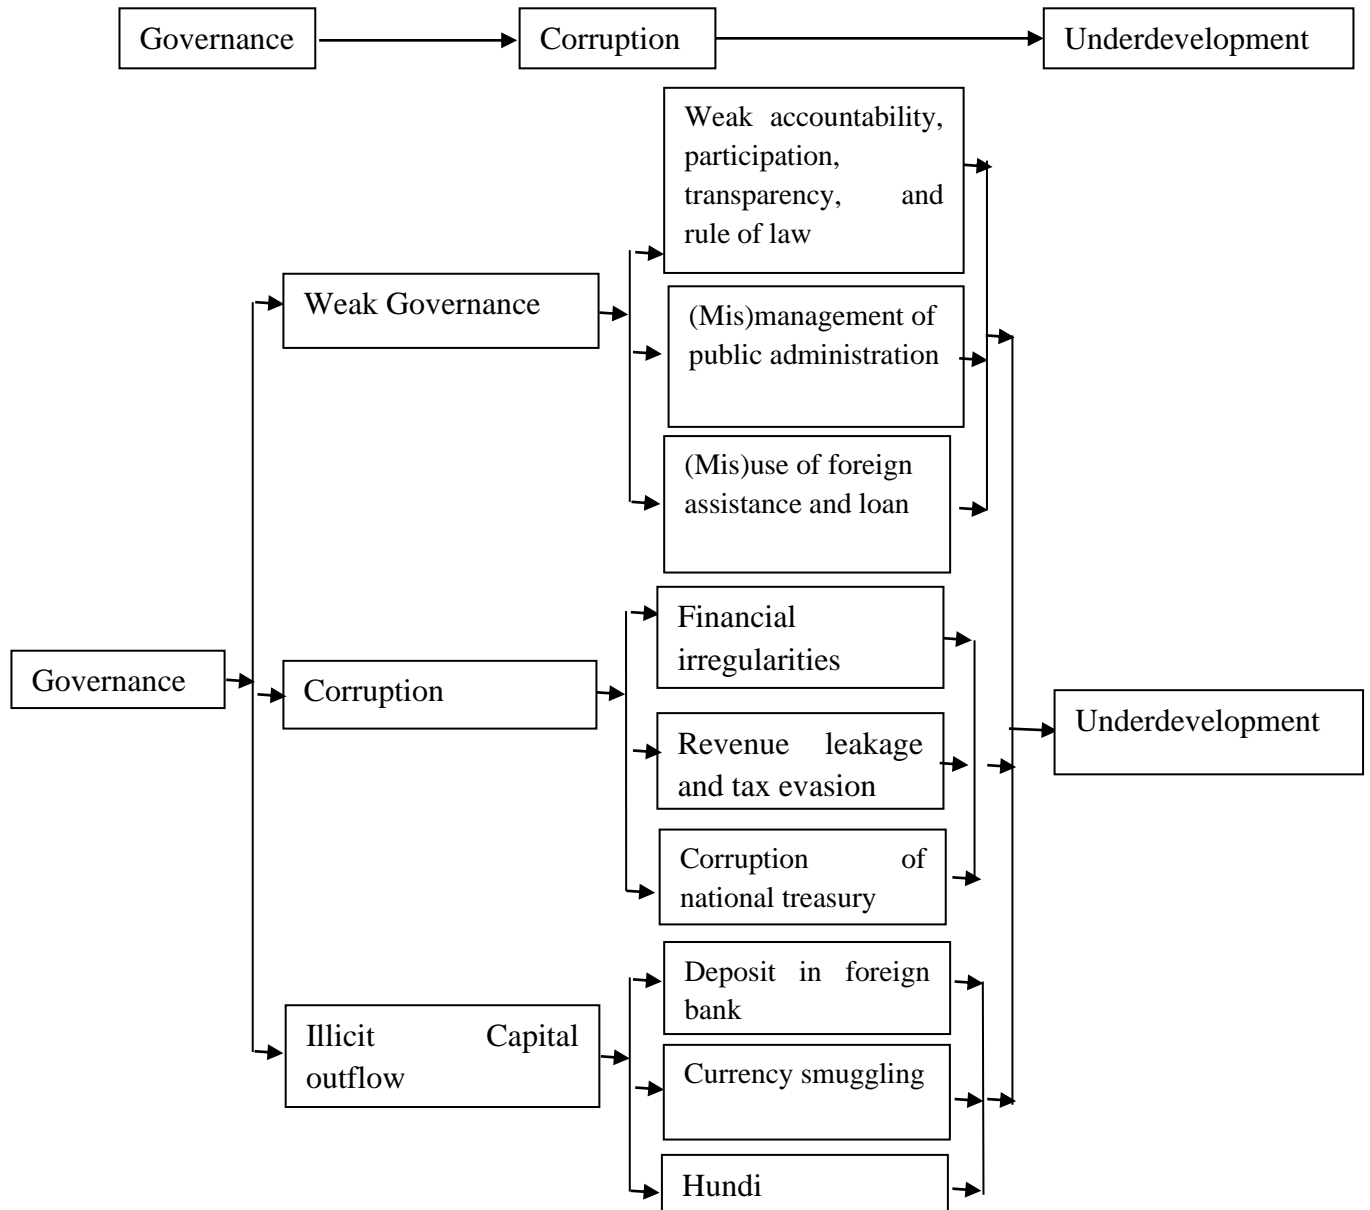 Governance
Corruption
Underdevelopment
Weak accountability,
participation,
transparency, and
rule of law
Weak Governance
(Mis)management of
public administration
(Mis)use of foreign
assistance and loan
Financial
irregularities
Governance
Corruption
Revenue leakage
and tax evasion
Underdevelopment
Corruption of
national treasury
Deposit in foreign
bank
Illicit Capital
outflow
Currency smuggling
Hundi